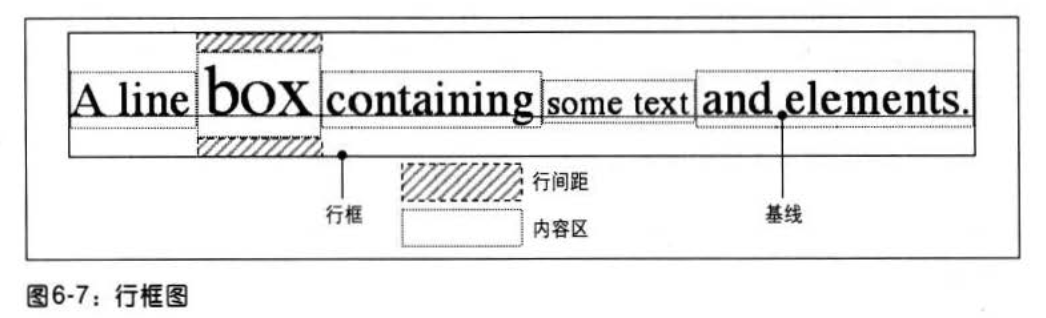 A line box containing some text and elements.
行间距
行框
基线
内容区
图6-7：行框图